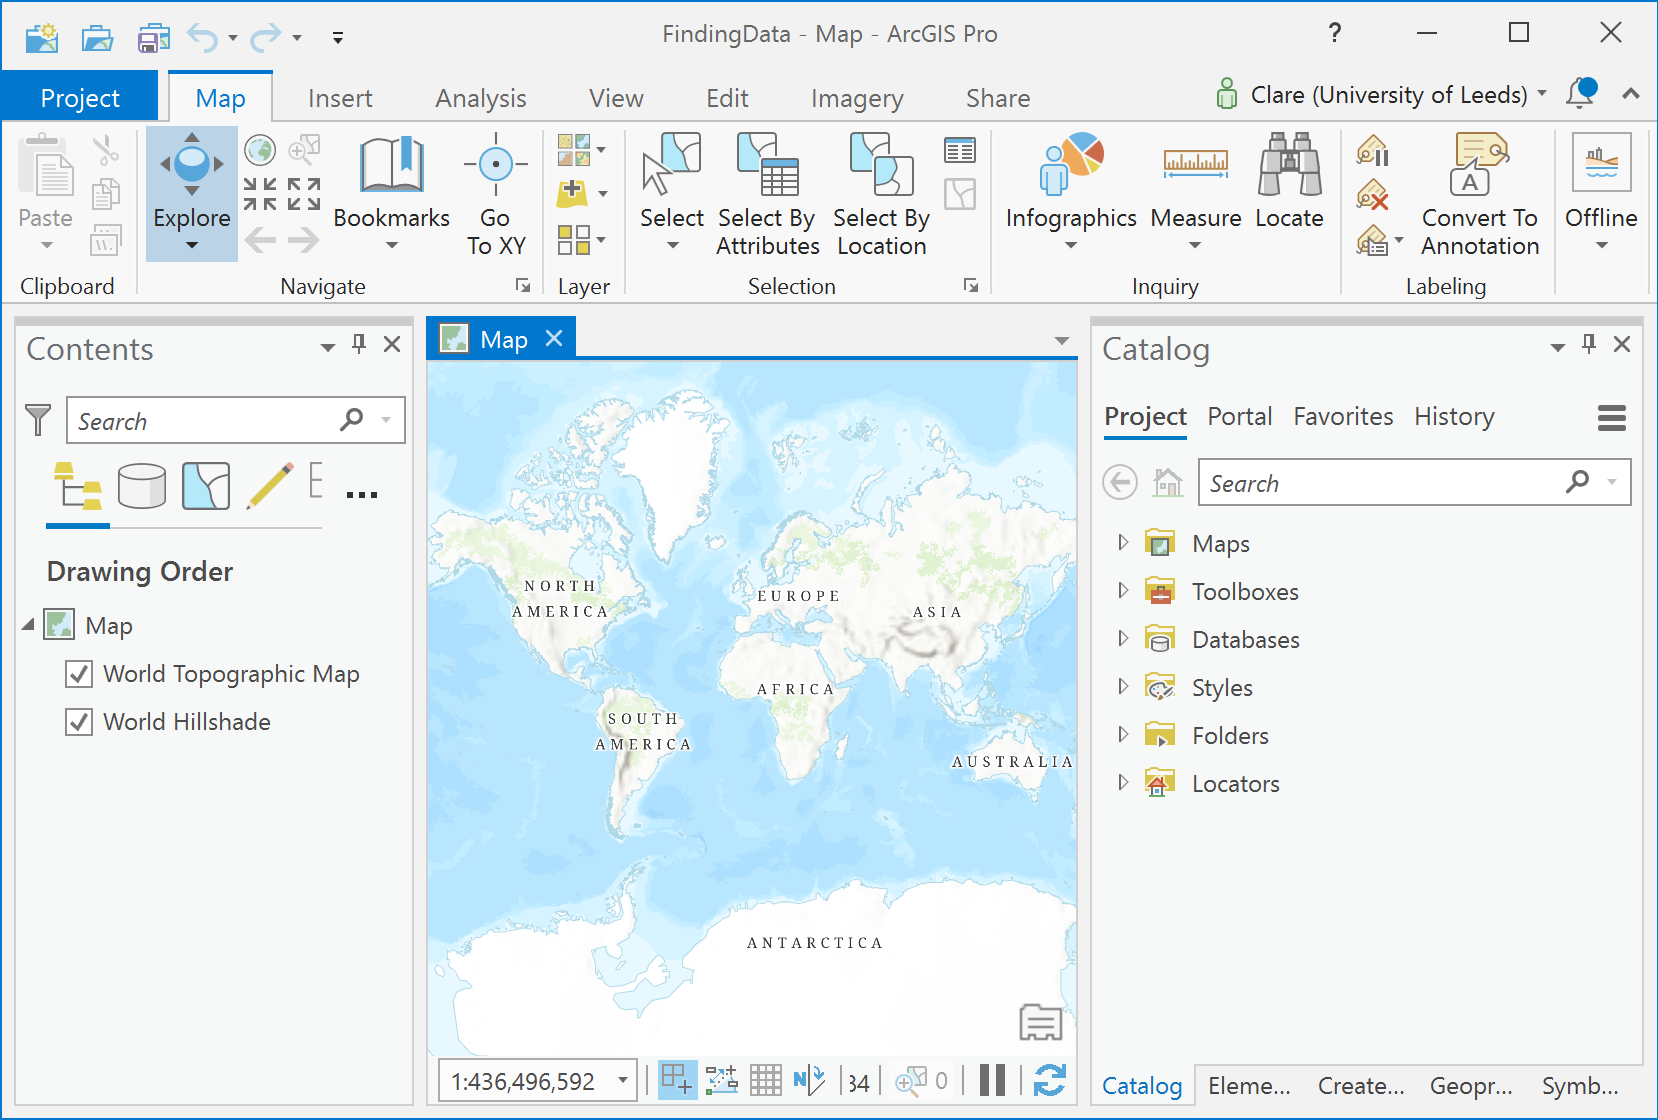 FindingData - Map - ArcGIS Pro
?
Project Map Insert Analysis View Edit Imagery Share Clare (University of Leeds)
Paste
Explore
Bookmarks
Go
To XY
Select
Select By
Attributes
Select By
Location
Infographics
Measure
Locate
A
Convert To
Annotation
Offline
Clipboard Navigate Layer Selection Inquiry Labeling
Contents
Search
Drawing Order
Map
World Topographic Map
World Hillshade
Map
NORTH
AMERICA
EUROPE
ASIA
AFRICA
SOUTH
AMERICA
AUSTRALIA
ANTARCTICA
1:436,496,592
N
34
0
Catalog
Project Portal Favorites History
Search
Maps
Toolboxes
Databases
Styles
Folders
Locators
Catalog Eleme... Create... Geopr... Symb...